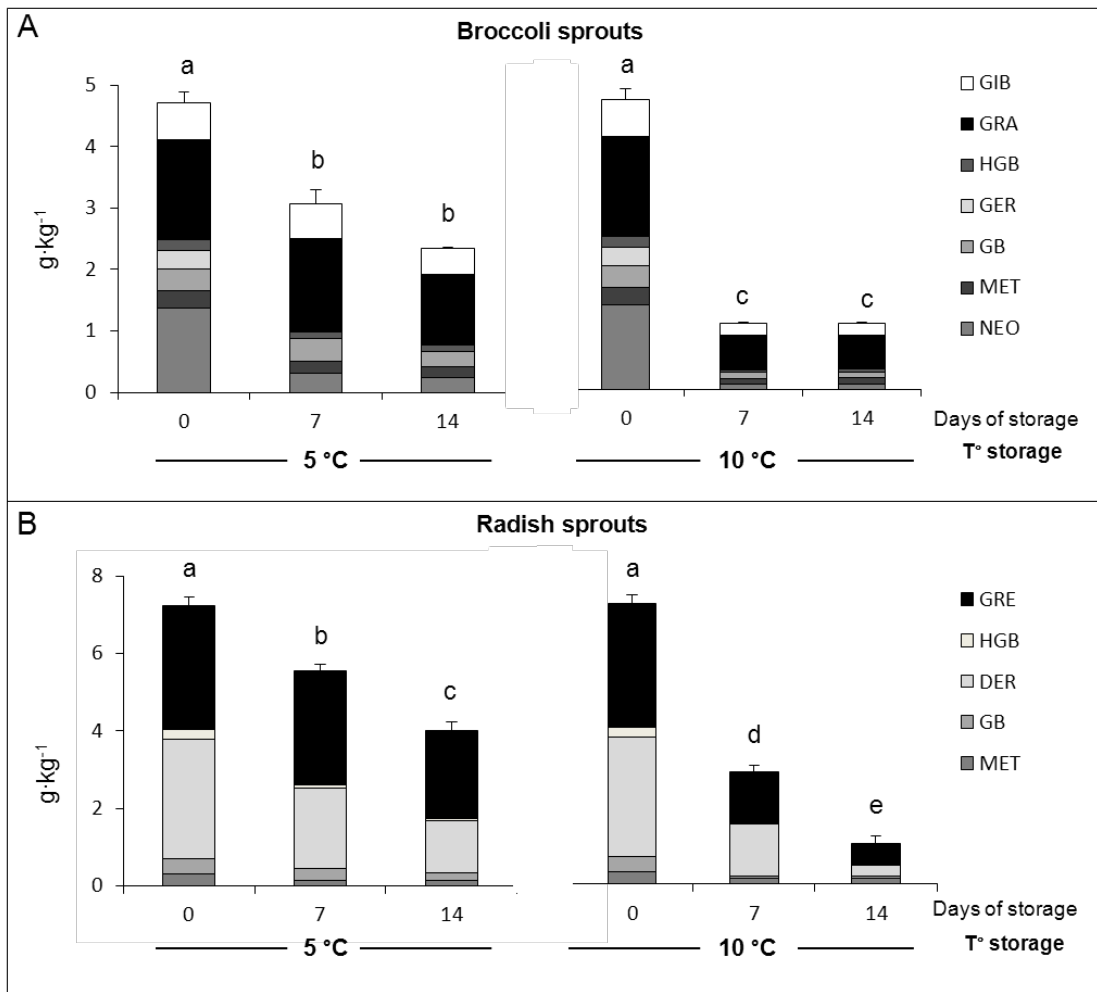 A
Broccoli sprouts
a
b
b
a
c
c
5
4
3
2
1
0
g·kg-1
GIB
GRA
HGB
GER
GB
MET
NEO
0 7 14 0 7 14 Days of storage
5 °C 10 °C T° storage
B
Radish sprouts
a
b
c
a
d
e
8
6
4
2
0
g·kg-1
GRE
HGB
DER
GB
MET
0 7 14 0 7 14 Days of storage
5 °C 10 °C T° storage